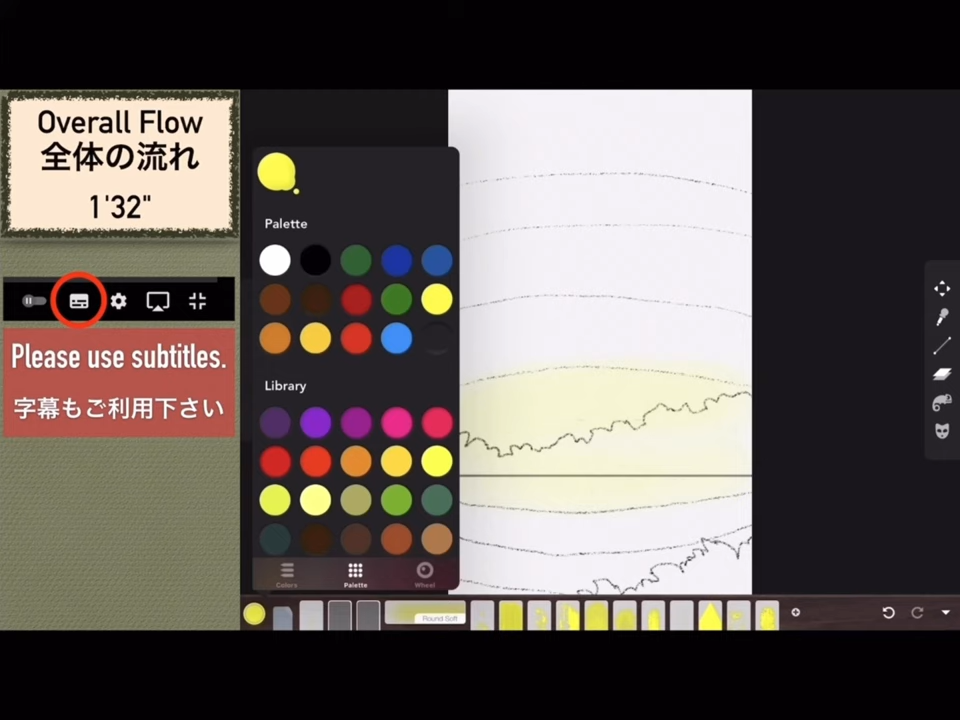 Overall Flow
全体の流れ
1'32"
Please use subtitles.
字幕もご利用下さい
Palette
Library
Colors
Palette
Wheel
Round Soft